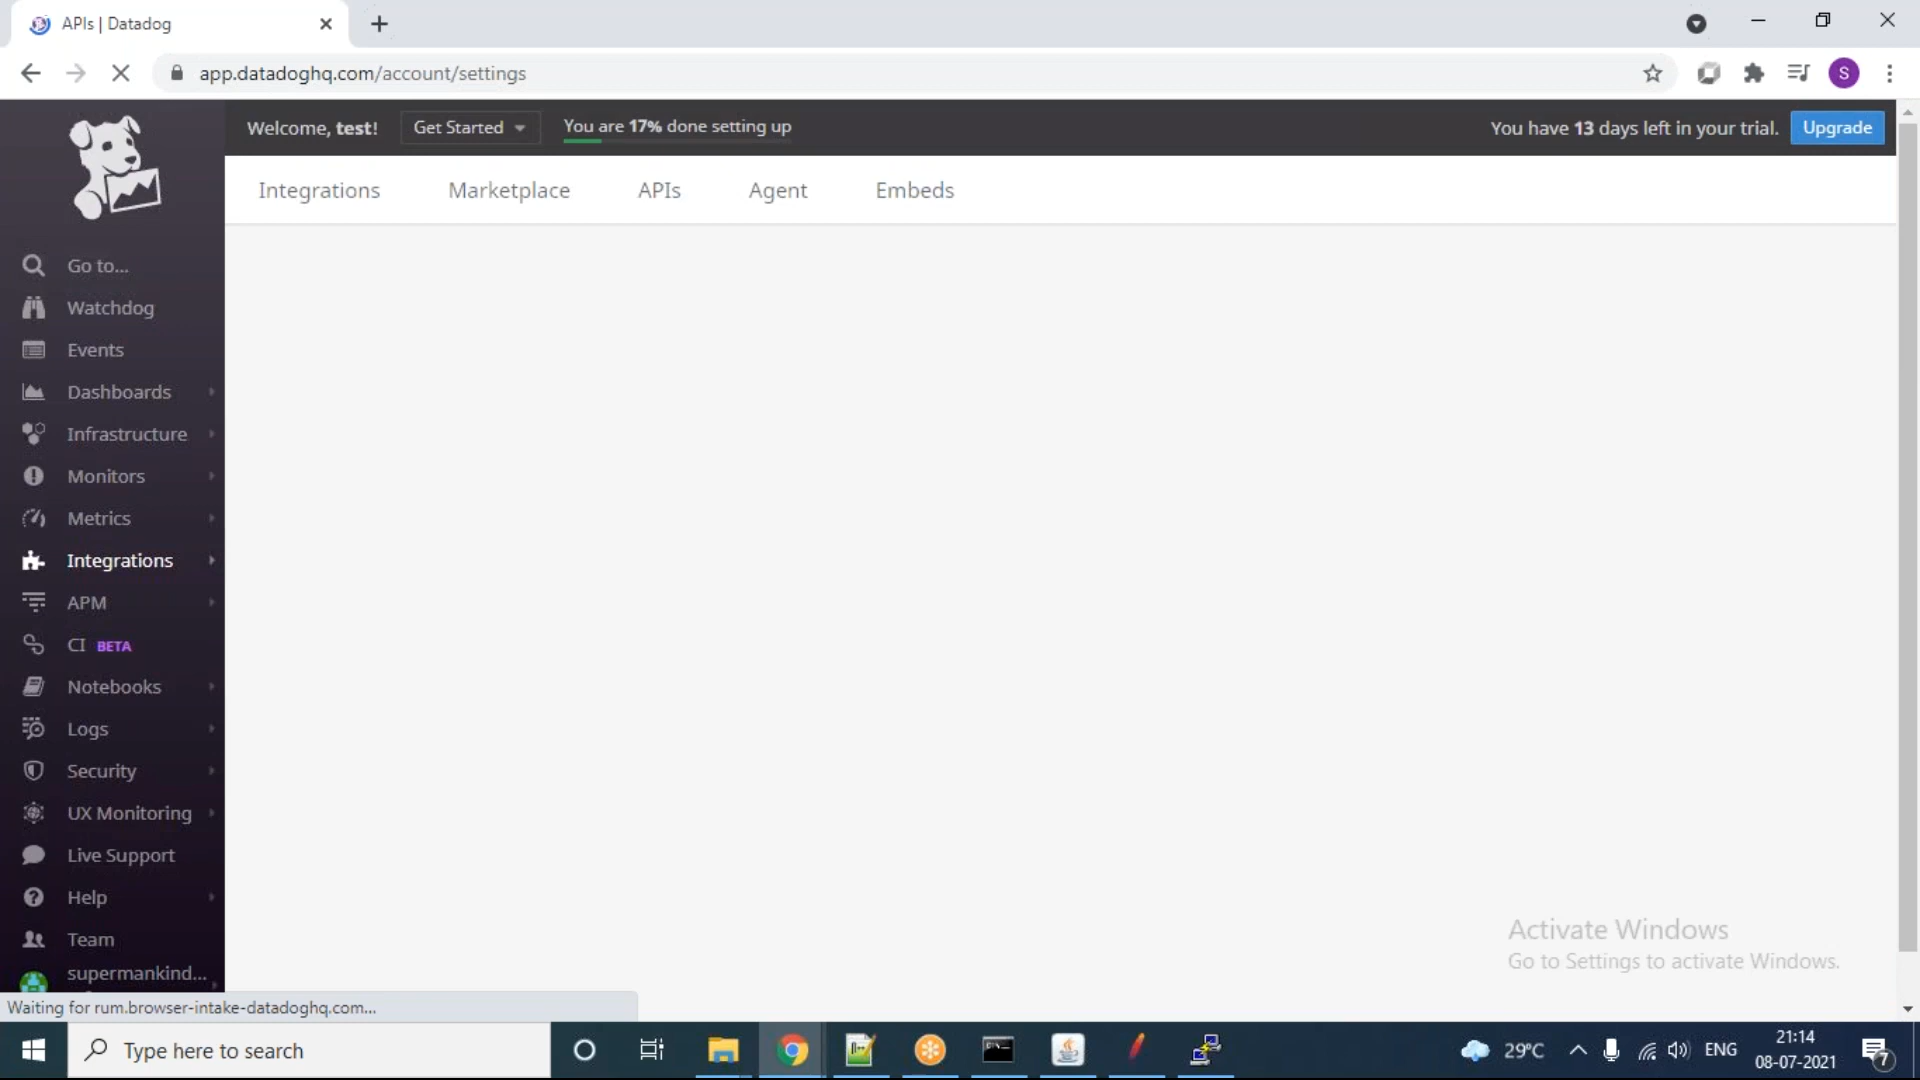 APIs | Datadog
app.datadoghq.com/account/settings
S
Welcome, test!
Get Started
You are 17% done setting up
You have 13 days left in your trial.
Upgrade
Integrations
Marketplace
APIs
Agent
Embeds
Go to...
Watchdog
Events
Dashboards
Infrastructure
Monitors
Metrics
Integrations
APM
CI BETA
Notebooks
Logs
Security
UX Monitoring
Live Support
Help
Team
supermankind...
Activate Windows
Go to Settings to activate Windows.
Waiting for rum.browser-intake-datadoghq.com...
Type here to search
29°C
ENG
21:14
08-07-2021
7